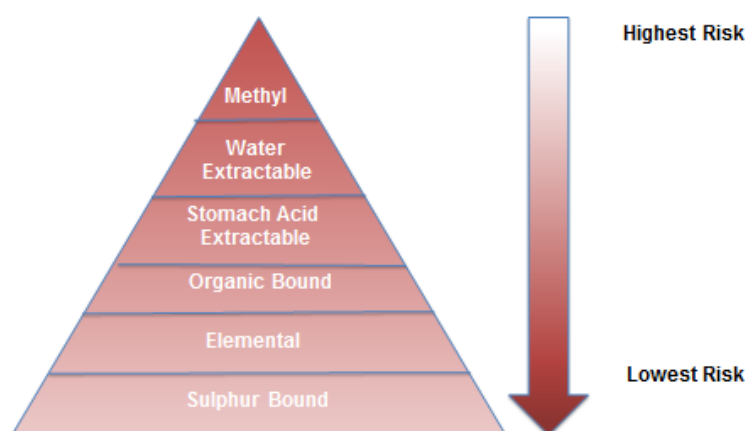 Highest Risk
Methyl
Water
Extractable
Stomach Acid
Extractable
Organic Bound
Elemental
Lowest Risk
Sulphur Bound